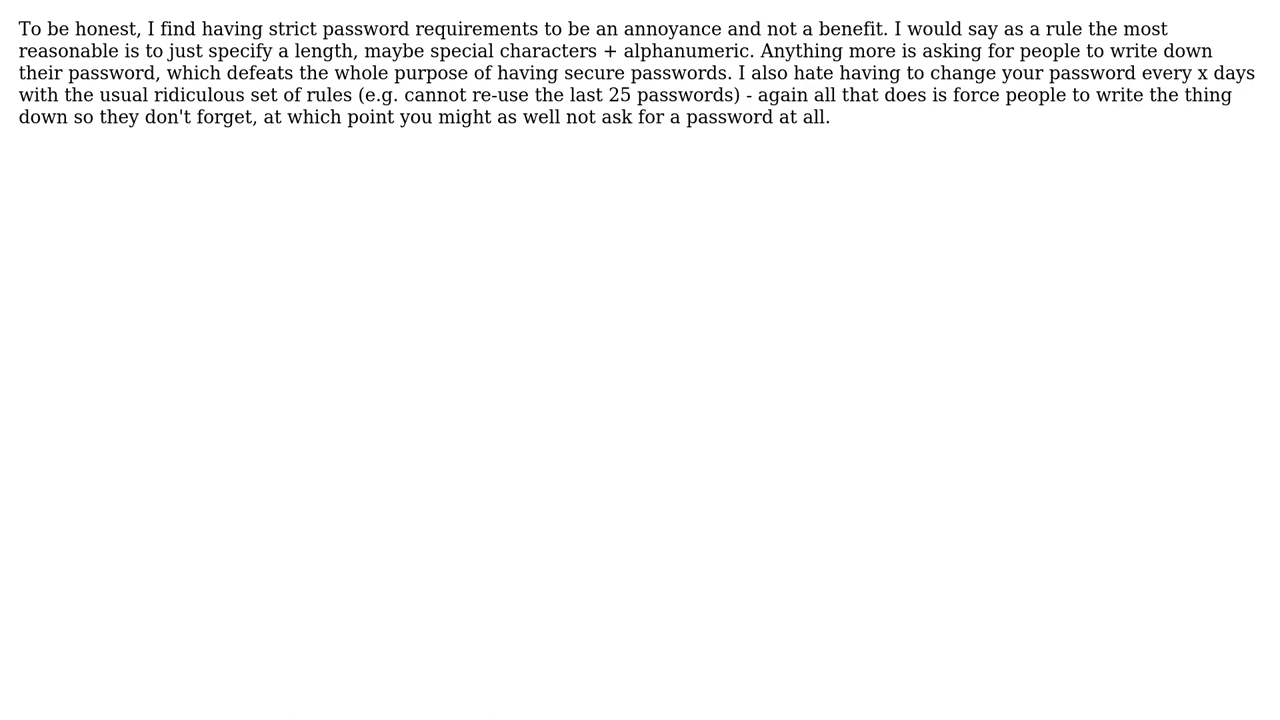 To be honest, I find having strict password requirements to be an annoyance and not a benefit. I would say as a rule the most
reasonable is to just specify a length, maybe special characters + alphanumeric. Anything more is asking for people to write down
their password, which defeats the whole purpose of having secure passwords. I also hate having to change your password every x days
with the usual ridiculous set of rules (e.g. cannot re-use the last 25 passwords) - again all that does is force people to write the thing
down so they don't forget, at which point you might as well not ask for a password at all.